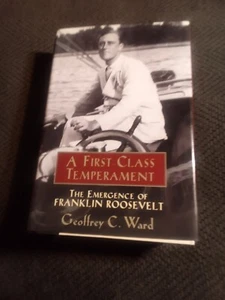 A First Class
Temperament
The Emergence of
Franklin Roosevelt
Geoffrey C. Ward